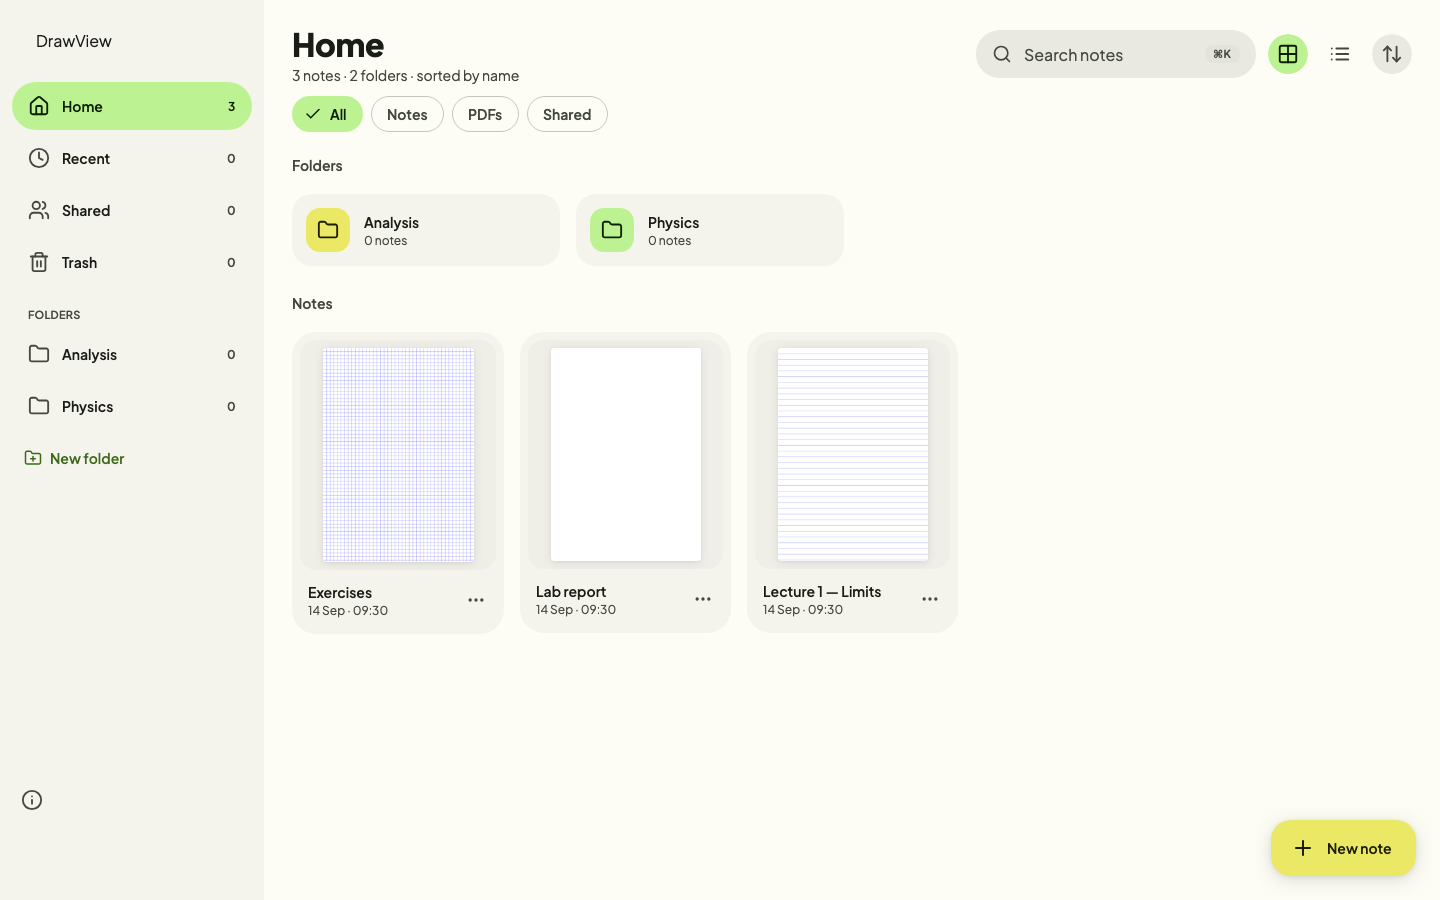 DrawView
Home 3
Recent 0
Shared 0
Trash 0
FOLDERS
Analysis 0
Physics 0
New folder
Home
3 notes · 2 folders · sorted by name
Search notes ⌘K
All Notes PDFs Shared
Folders
Analysis
0 notes
Physics
0 notes
Notes
Exercises
14 Sep · 09:30
Lab report
14 Sep · 09:30
Lecture 1 — Limits
14 Sep · 09:30
New note